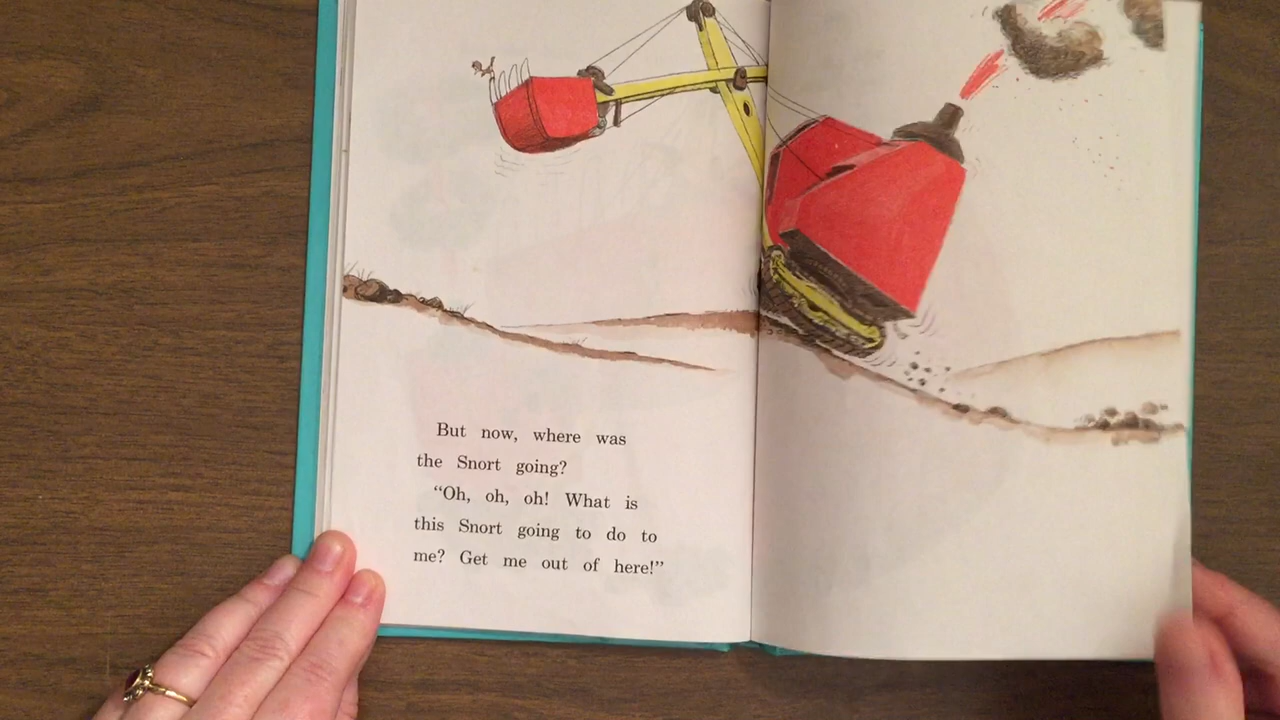 But now, where was
the Snort going?
“Oh, oh, oh! What is
this Snort going to do to
me? Get me out of here!”